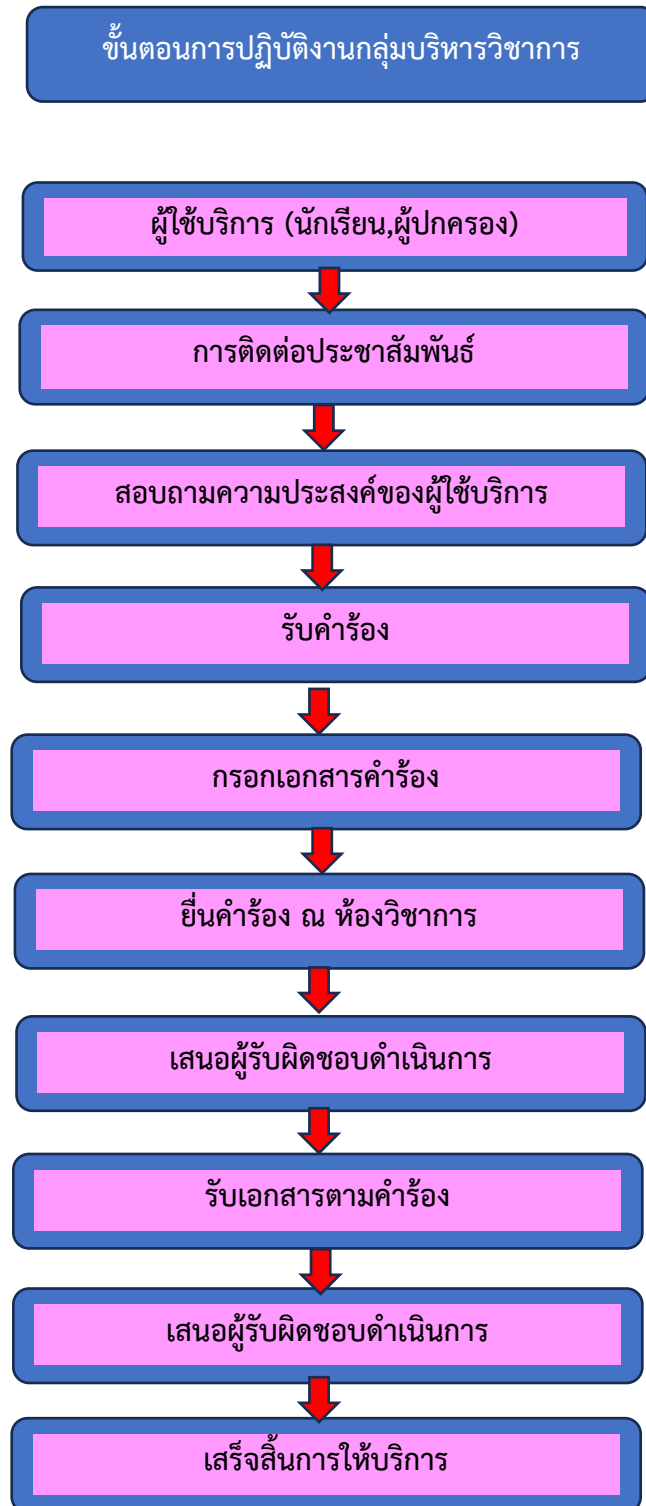 ขั้นตอนการปฏิบัติงานกลุ่มบริหารวิชาการ
ผู้ใช้บริการ (นักเรียน,ผู้ปกครอง)
การติดต่อประชาสัมพันธ์
สอบถามความประสงค์ของผู้ใช้บริการ
รับคำร้อง
กรอกเอกสารคำร้อง
ยื่นคำร้อง ณ ห้องวิชาการ
เสนอผู้รับผิดชอบดำเนินการ
รับเอกสารตามคำร้อง
เสนอผู้รับผิดชอบดำเนินการ
เสร็จสิ้นการให้บริการ